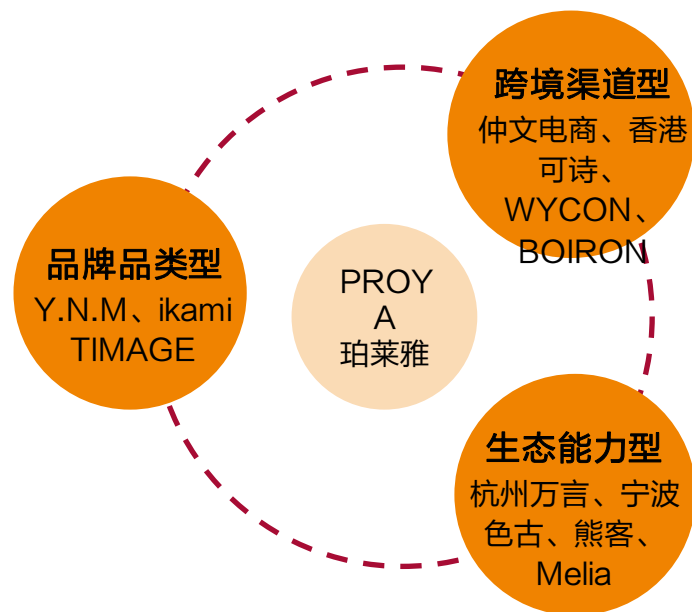 跨境渠道型
仲文电商、香港
可诗、
WYCON、
BOIRON
品牌品类型
Y.N.M、ikami
TIMAGE
PROY
A
珀莱雅
生态能力型
杭州万言、宁波
色古、熊客、
Melia